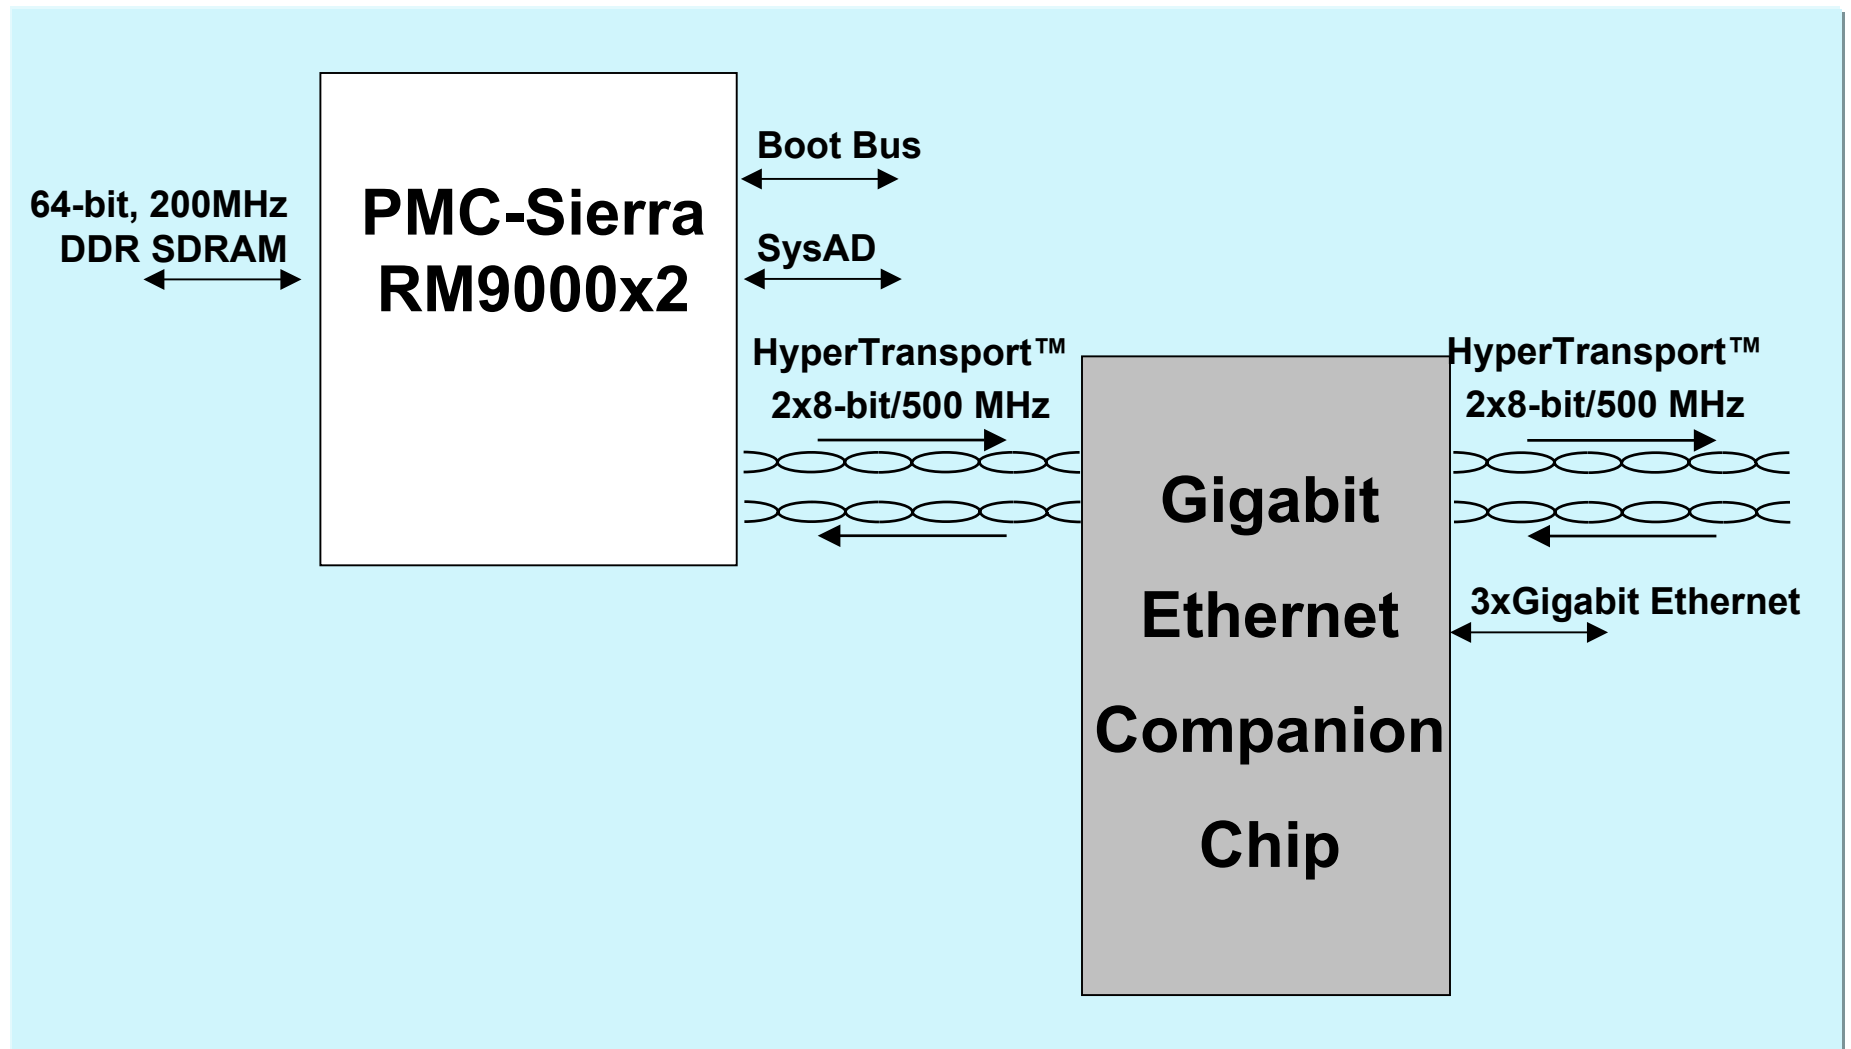 64-bit, 200MHz
DDR SDRAM
PMC-Sierra
RM9000x2
Boot Bus
SysAD
HyperTransport™
2x8-bit/500 MHz
Gigabit
Ethernet
Companion
Chip
HyperTransport™
2x8-bit/500 MHz
3xGigabit Ethernet